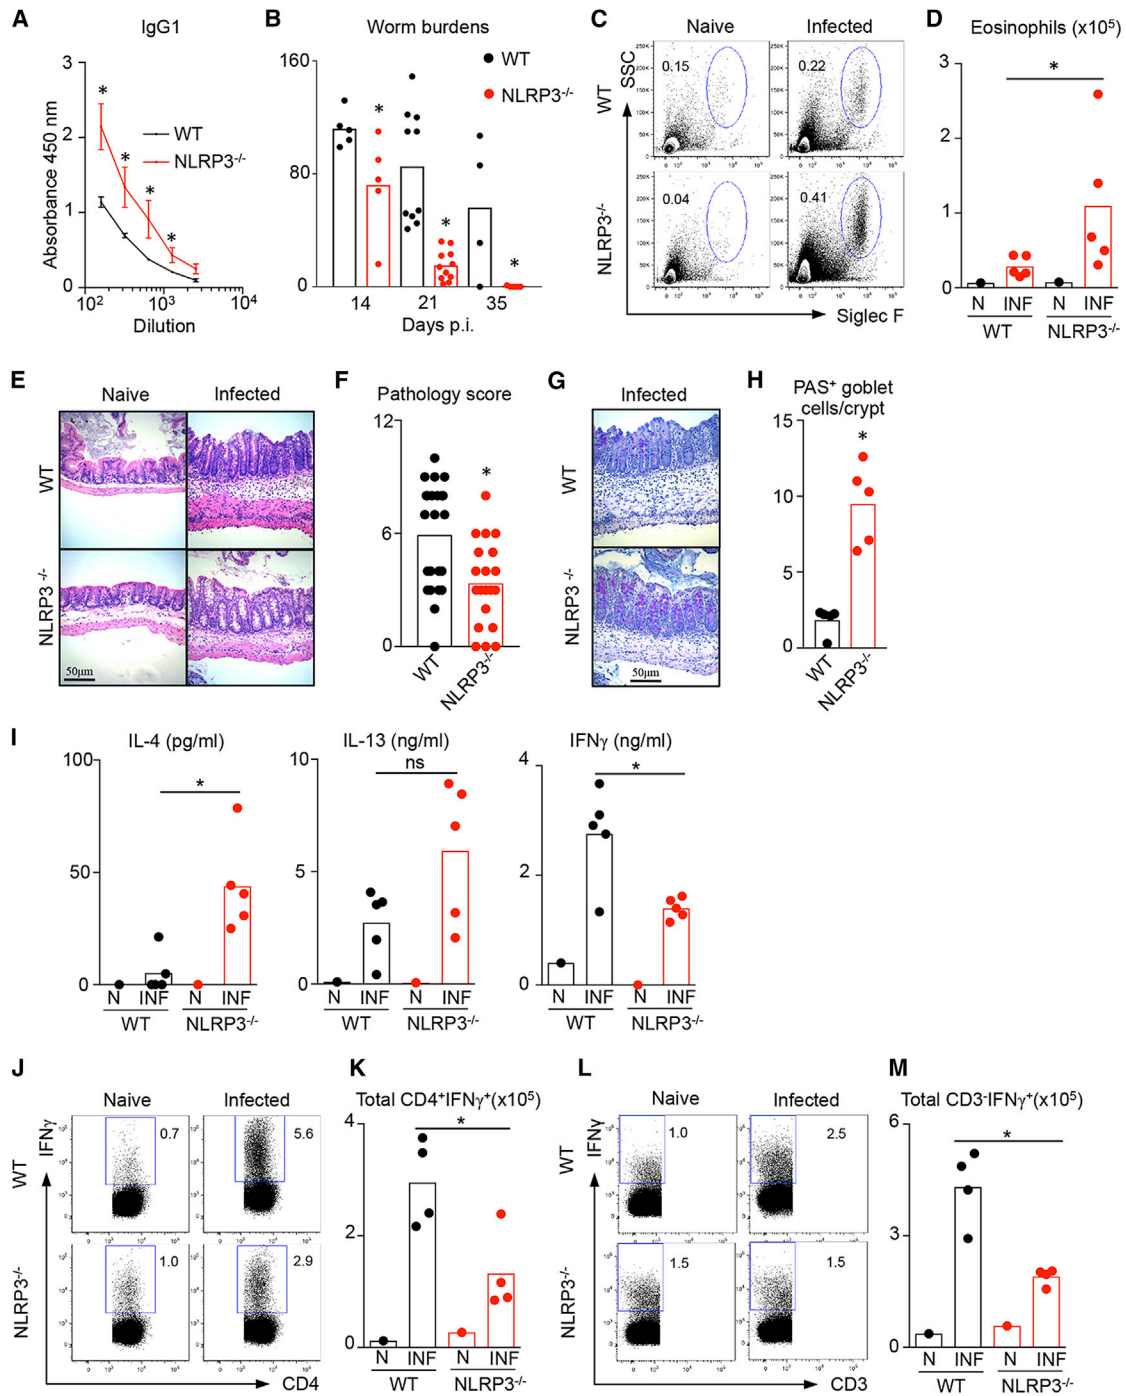 A
IgG1
Absorbance 450 nm
3
2
1
0
*
*
*
*
WT
NLRP3-/-
10²
10³
10⁴
Dilution
B
Worm burdens
160
80
0
WT
NLRP3-/-
*
*
*
14
21
35
Days p.i.
C
Naive
Infected
WT
SSC
NLRP3-/-
0.15
0.22
0.04
0.41
Siglec F
D
Eosinophils (x10⁵)
3
2
1
0
*
N INF N INF
WT NLRP3-/-
E
Naive
Infected
WT
NLRP3 -/-
50μm
F
Pathology score
12
6
0
*
WT
NLRP3-/-
G
Infected
WT
NLRP3 -/-
50μm
H
PAS+ goblet
cells/crypt
15
10
5
0
*
WT
NLRP3-/-
I
IL-4 (pg/ml)
100
50
0
*
N INF N INF
WT NLRP3-/-
IL-13 (ng/ml)
10
5
0
ns
N INF N INF
WT NLRP3-/-
IFNγ (ng/ml)
4
2
0
*
N INF N INF
WT NLRP3-/-
J
Naive
Infected
WT
IFNγ
NLRP3-/-
0.7
5.6
1.0
2.9
CD4
K
Total CD4+IFNγ+(x10⁵)
4
2
0
*
N INF N INF
WT NLRP3-/-
L
Naive
Infected
WT
IFNγ
NLRP3-/-
1.0
2.5
1.5
1.5
CD3
M
Total CD3-IFNγ+(x10⁵)
6
3
0
*
N INF N INF
WT NLRP3-/-